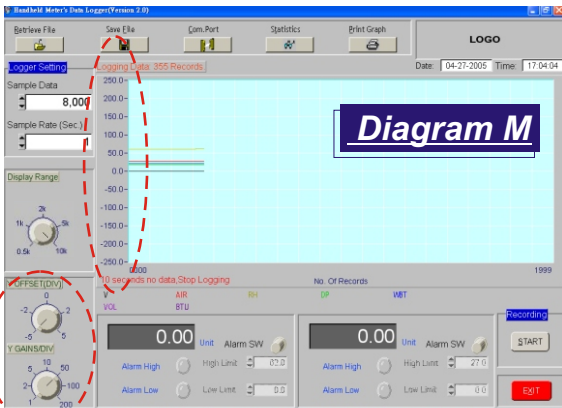 Handheld Meter's Data Logger(Version 2.0)
Retrieve File Save File Com.Port Statistics Print Graph
LOGO
Logger Setting
Logging Data: 355 Records
Date: 04-27-2005 Time: 17:04:04
Sample Data
8,000
Sample Rate (Sec.)
1
Display Range
2k
1k 5k
0.5k 10k
250.0
200.0
150.0
100.0
50.0
0.0
-50.0
-100.0
-150.0
-200.0
-250.0
Diagram M
0000 1999
10 seconds no data,Stop Logging
No. Of Records
Y OFFSET(DIV)
0
-2 2
-5 5
Y GAINS/DIV
10 50
5
2 100
1 200
V AIR RH DP WBT
VOL BTU
0.00 Unit Alarm SW
Alarm High High Limit
Alarm Low Low Limit 0.0
0.00 Unit Alarm SW
Alarm High High Limit
Alarm Low Low Limit 0.0
Recording
START
EXIT